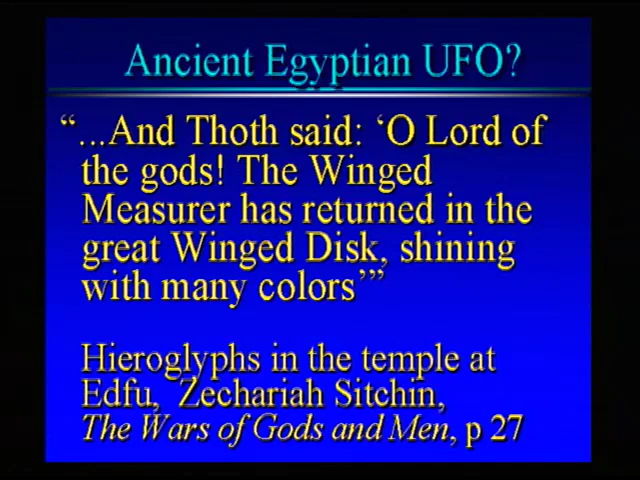 Ancient Egyptian UFO?
“...And Thoth said: ‘O Lord of
the gods! The Winged
Measurer has returned in the
great Winged Disk, shining
with many colors’”
Hieroglyphs in the temple at
Edfu, Zechariah Sitchin,
The Wars of Gods and Men, p 27